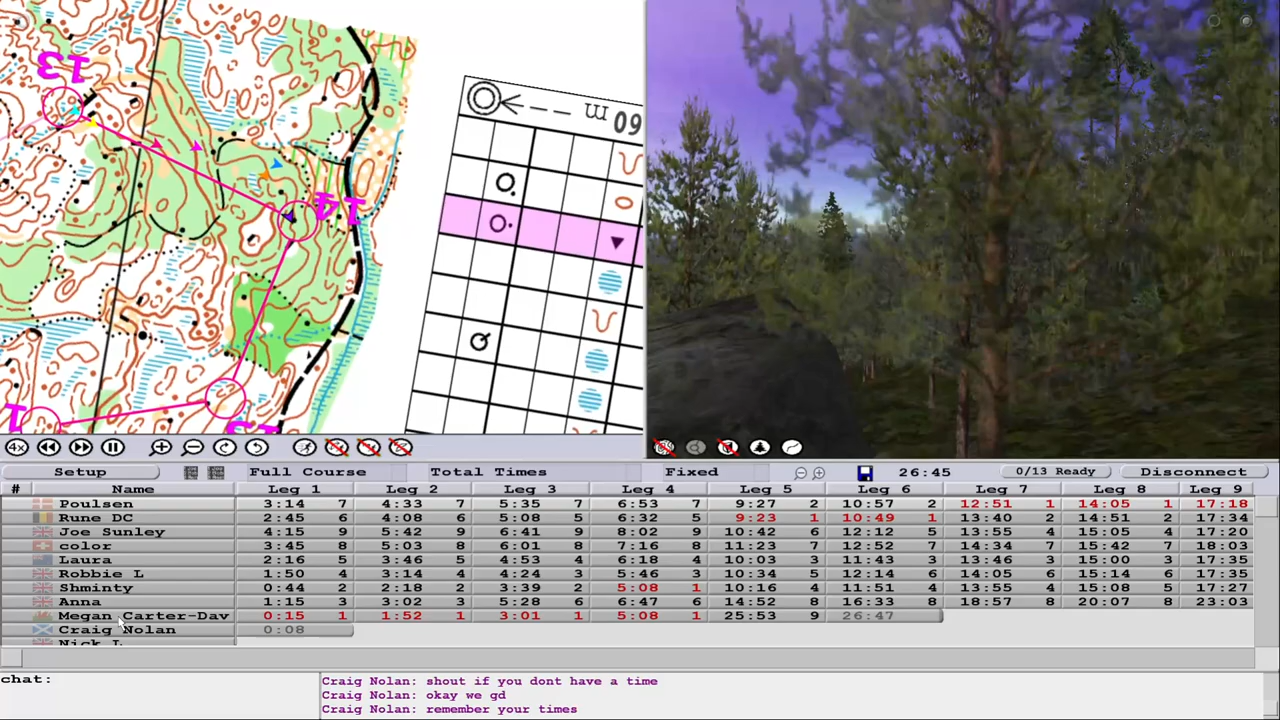 13
14
09
4x
Setup Full Course Total Times Fixed 26:45 0/13 Ready Disconnect
# Name Leg 1 Leg 2 Leg 3 Leg 4 Leg 5 Leg 6 Leg 7 Leg 8 Leg 9
Poulsen 3:14 7 4:33 7 5:35 7 6:53 7 9:27 2 10:57 2 12:51 1 14:05 1 17:18
Rune DC 2:45 6 4:08 6 5:08 5 6:32 5 9:23 1 10:49 1 13:40 2 14:51 2 17:34
Joe Sunley 4:15 9 5:42 9 6:41 9 8:02 9 10:42 6 12:12 5 13:55 4 15:05 4 17:20
color 3:45 8 5:03 8 6:01 8 7:16 8 11:23 7 12:52 7 14:34 7 15:42 7 18:03
Laura 2:16 5 3:46 5 4:53 4 6:18 4 10:03 3 11:43 3 13:46 3 15:00 3 17:35
Robbie L 1:50 4 3:14 4 4:24 3 5:46 3 10:34 5 12:14 6 14:05 6 15:14 6 17:35
Shminty 0:44 2 2:18 2 3:39 2 5:08 1 10:16 4 11:51 4 13:55 4 15:08 5 17:27
Anna 1:15 3 3:02 3 5:28 6 6:47 6 14:52 8 16:33 8 18:57 8 20:07 8 23:03
Megan Carter-Dav 0:15 1 1:52 1 3:01 1 5:08 1 25:53 9 26:47
Craig Nolan 0:08
Nick L
chat:
Craig Nolan: shout if you dont have a time
Craig Nolan: okay we gd
Craig Nolan: remember your times